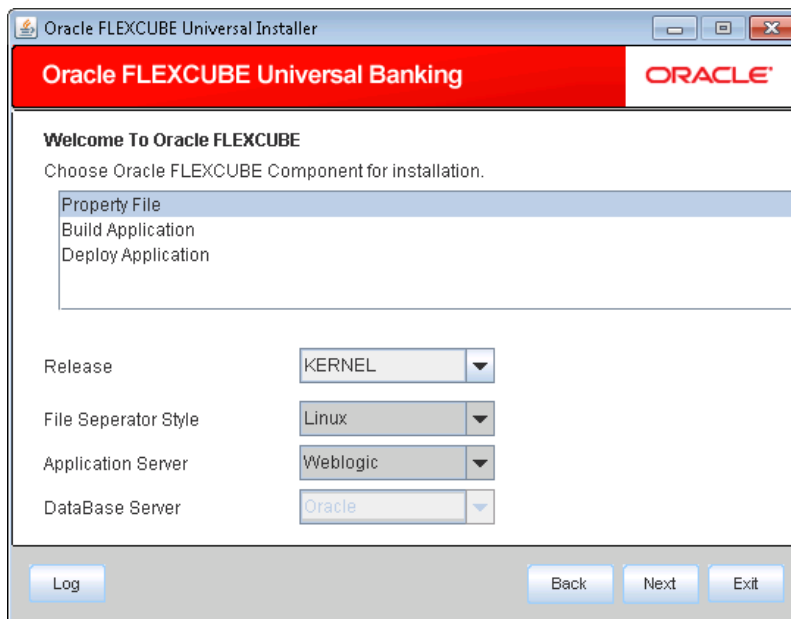 Oracle FLEXCUBE Universal Installer
Oracle FLEXCUBE Universal Banking
ORACLE
Welcome To Oracle FLEXCUBE
Choose Oracle FLEXCUBE Component for installation.
Property File
Build Application
Deploy Application
Release KERNEL
File Seperator Style Linux
Application Server Weblogic
DataBase Server Oracle
Log Back Next Exit